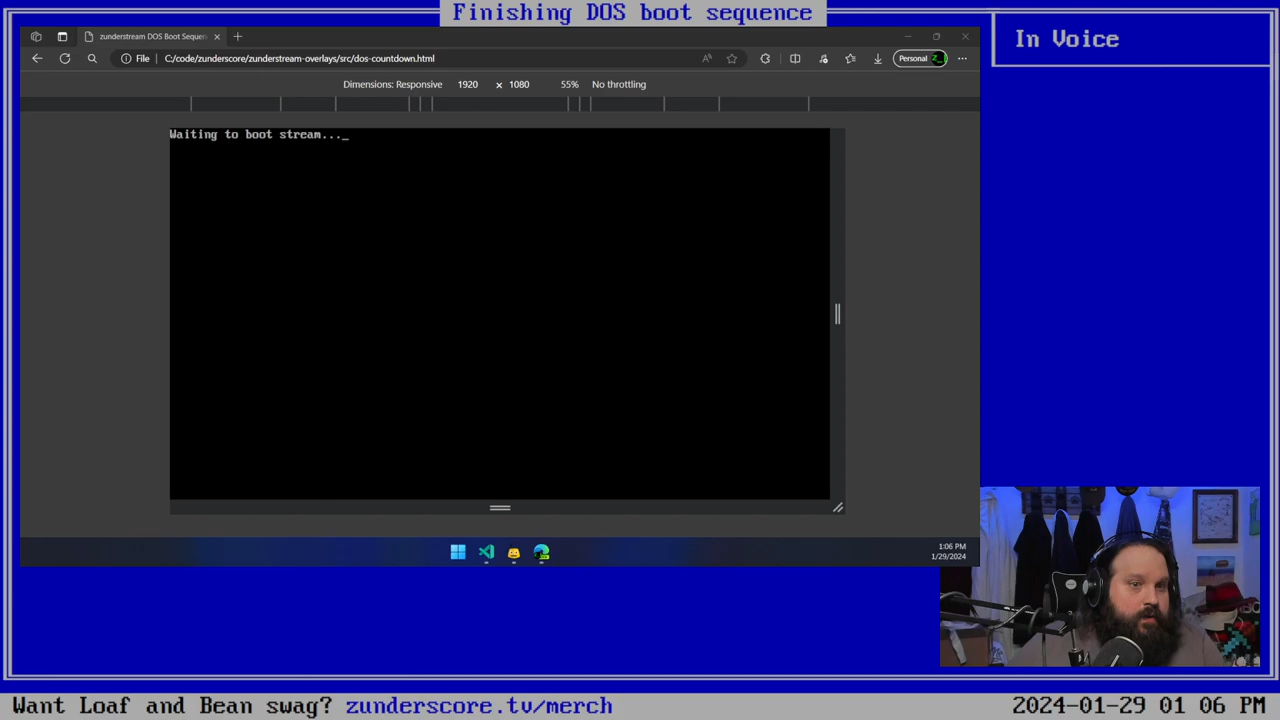 Finishing DOS boot sequence
In Voice
zunderstream DOS Boot Sequen
File
C:/code/zunderscore/zunderstream-overlays/src/dos-countdown.html
Personal
Dimensions: Responsive 1920 × 1080 55% No throttling
Waiting to boot stream..._
1:06 PM
1/29/2024
Want Loaf and Bean swag? zunderscore.tv/merch
2024-01-29 01 06 PM